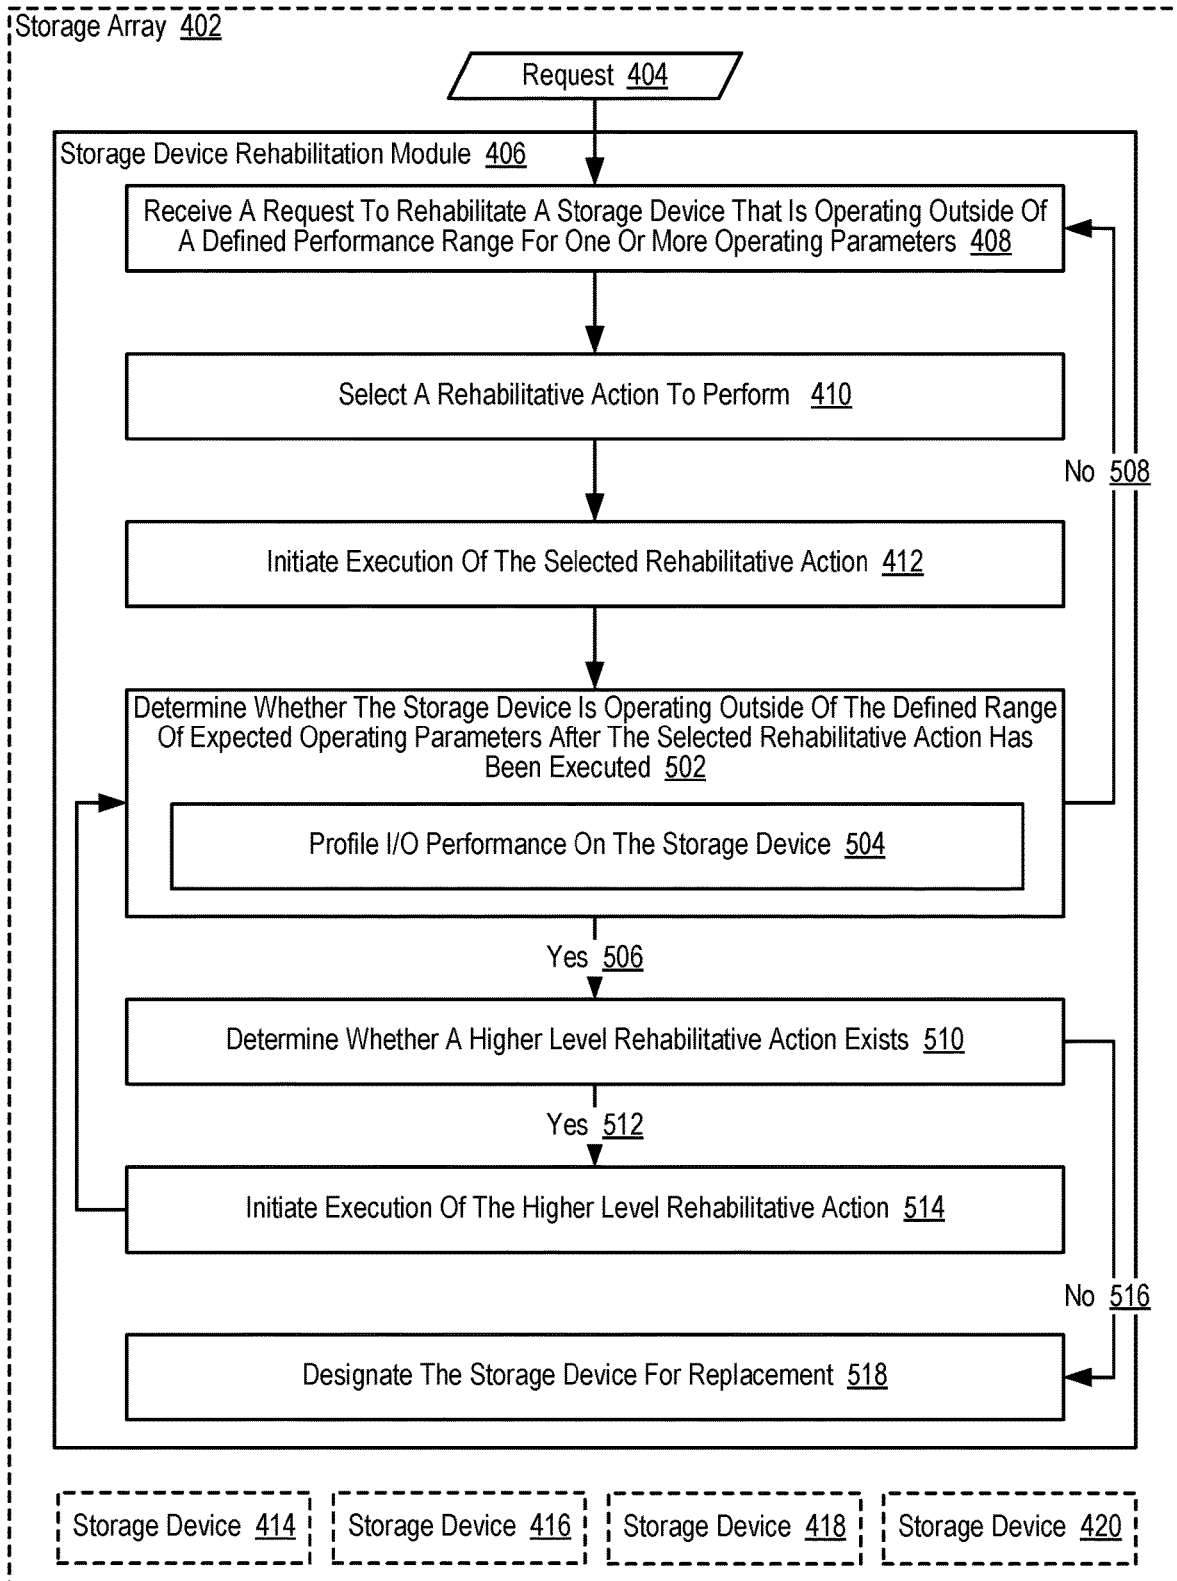 Storage Array 402
Request 404
Storage Device Rehabilitation Module 406
Receive A Request To Rehabilitate A Storage Device That Is Operating Outside Of
A Defined Performance Range For One Or More Operating Parameters 408
Select A Rehabilitative Action To Perform 410
No 508
Initiate Execution Of The Selected Rehabilitative Action 412
Determine Whether The Storage Device Is Operating Outside Of The Defined Range
Of Expected Operating Parameters After The Selected Rehabilitative Action Has
Been Executed 502
Profile I/O Performance On The Storage Device 504
Yes 506
Determine Whether A Higher Level Rehabilitative Action Exists 510
Yes 512
Initiate Execution Of The Higher Level Rehabilitative Action 514
No 516
Designate The Storage Device For Replacement 518
Storage Device 414
Storage Device 416
Storage Device 418
Storage Device 420